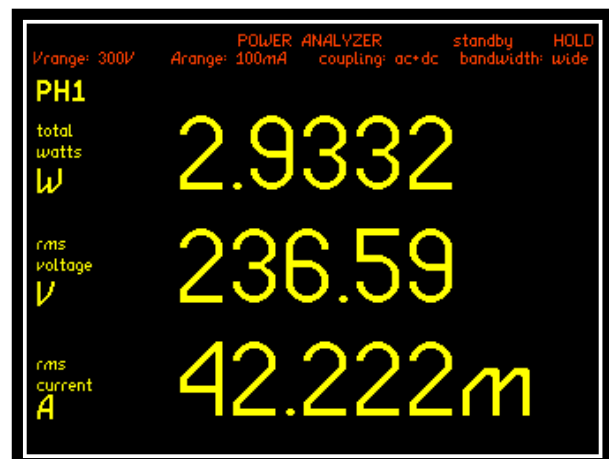 POWER ANALYZER standby HOLD
Vrange: 300V Arange: 100mA coupling: ac+dc bandwidth: wide
PH1
total
watts
W
2.9332
rms
voltage
V
236.59
rms
current
A
42.222m